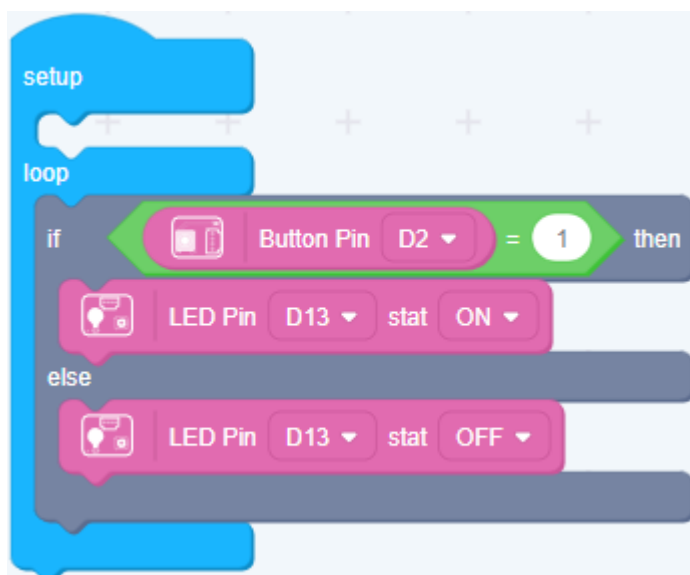 setup
loop
if Button Pin D2 = 1 then
LED Pin D13 stat ON
else
LED Pin D13 stat OFF